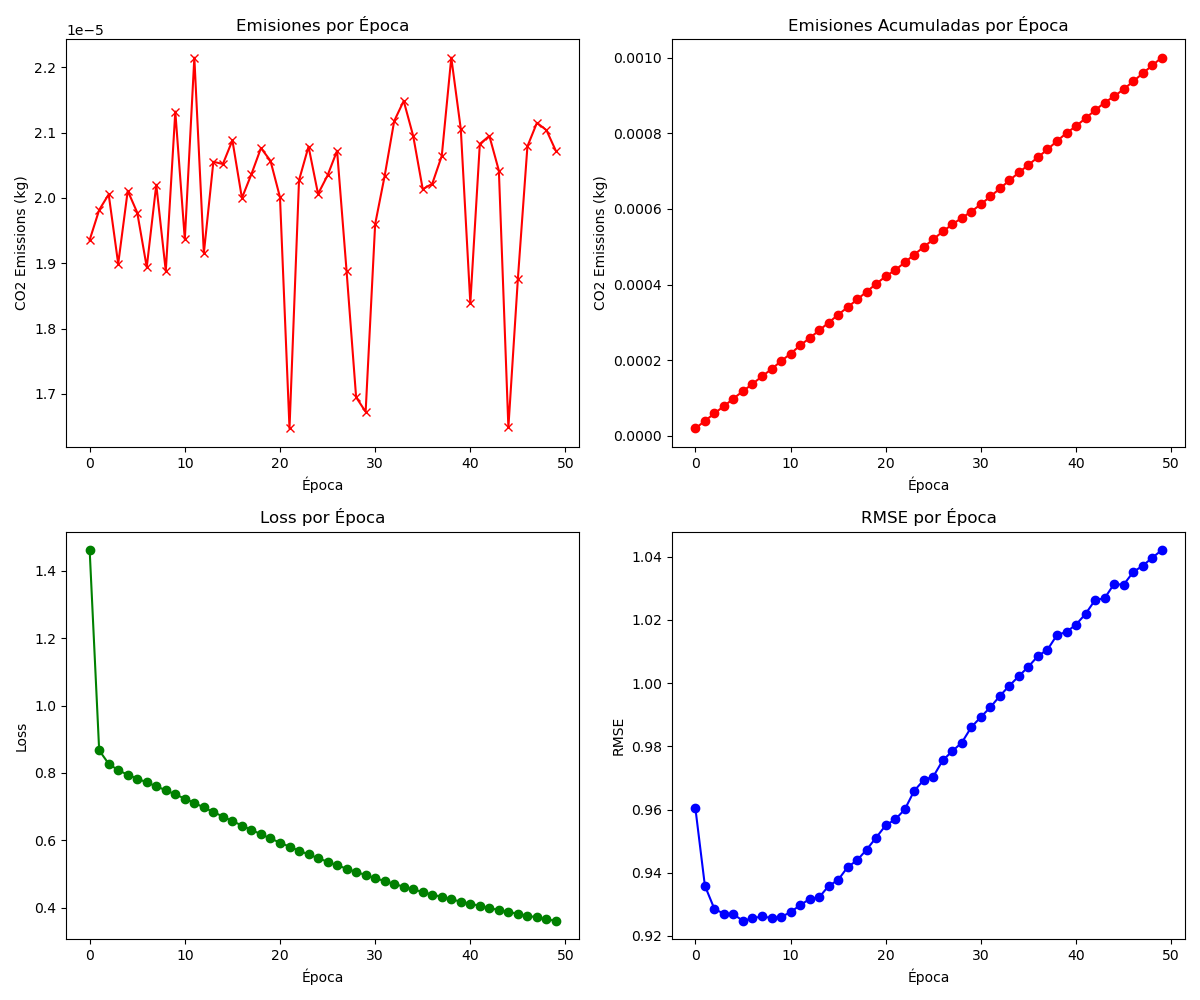 Emisiones por Época
1e−5
2.2
2.1
2.0
1.9
1.8
1.7
CO2 Emissions (kg)
0 10 20 30 40 50
Época
Emisiones Acumuladas por Época
0.0010
0.0008
0.0006
0.0004
0.0002
0.0000
CO2 Emissions (kg)
0 10 20 30 40 50
Época
Loss por Época
1.4
1.2
1.0
0.8
0.6
0.4
Loss
0 10 20 30 40 50
Época
RMSE por Época
1.04
1.02
1.00
0.98
0.96
0.94
0.92
RMSE
0 10 20 30 40 50
Época